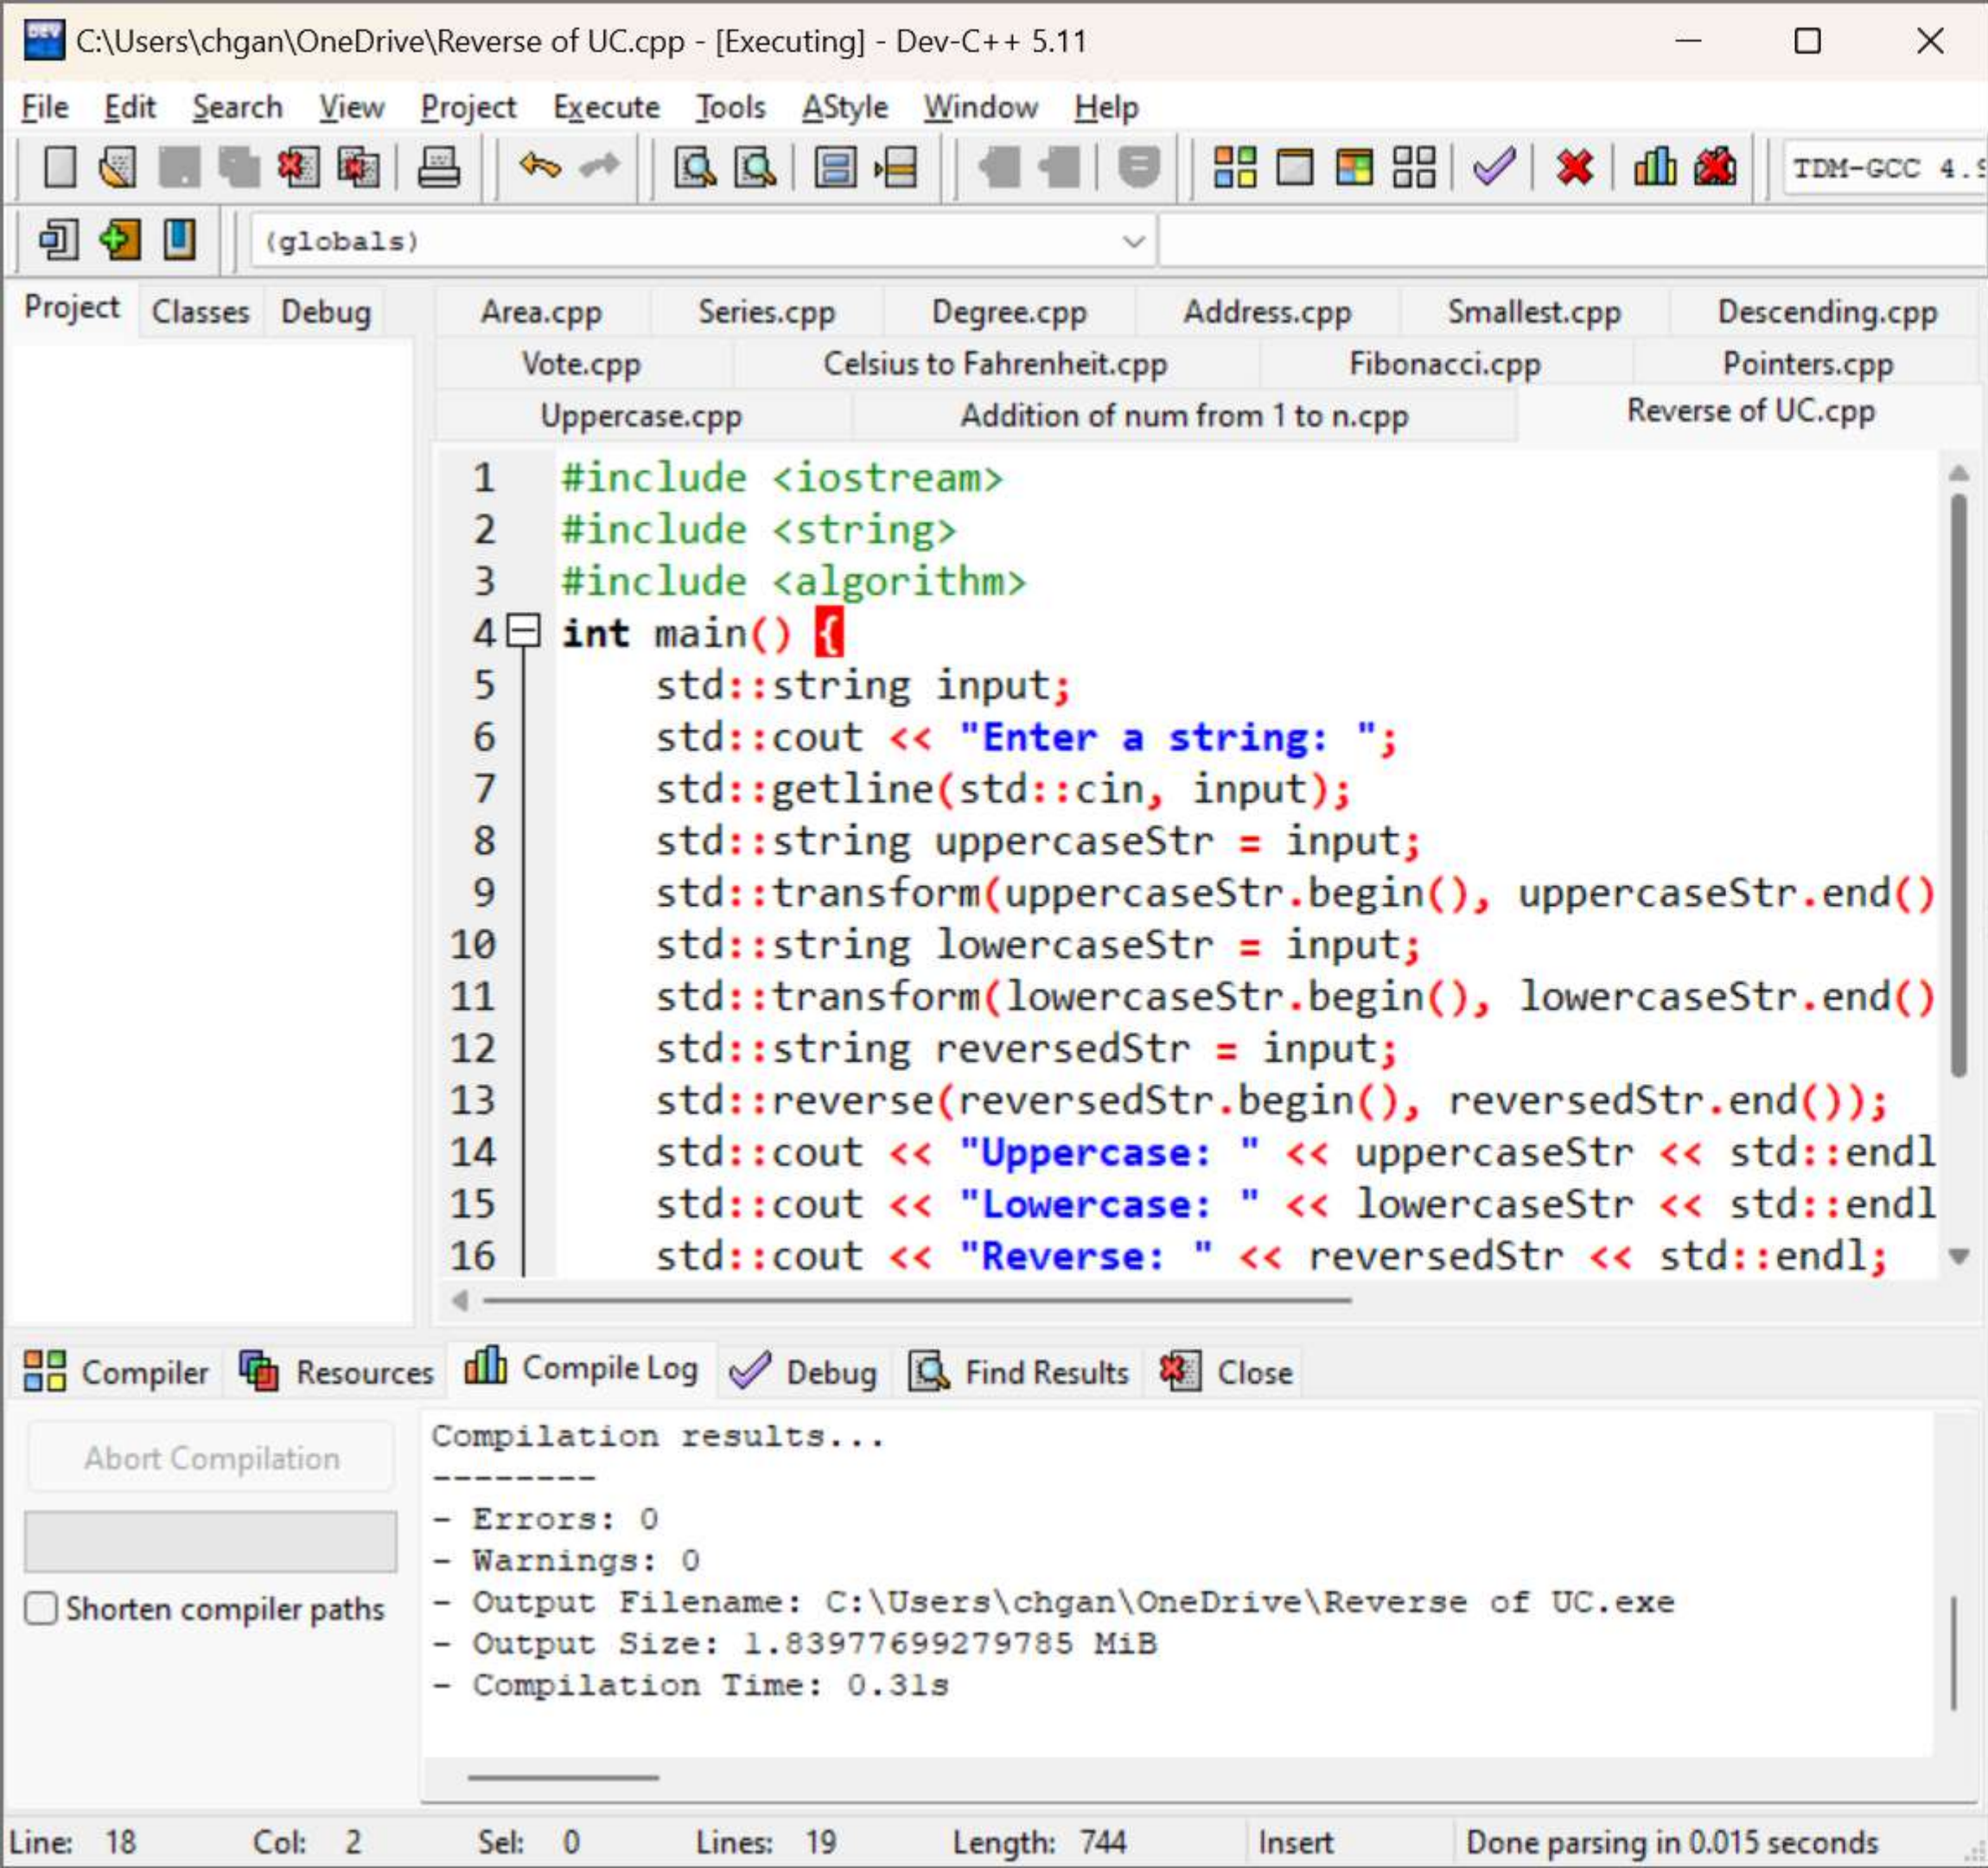 C:\Users\chgan\OneDrive\Reverse of UC.cpp - [Executing] - Dev-C++ 5.11
File Edit Search View Project Execute Tools AStyle Window Help
TDM-GCC 4.9
(globals)
Project Classes Debug
Area.cpp Series.cpp Degree.cpp Address.cpp Smallest.cpp Descending.cpp
Vote.cpp Celsius to Fahrenheit.cpp Fibonacci.cpp Pointers.cpp
Uppercase.cpp Addition of num from 1 to n.cpp Reverse of UC.cpp
1 #include <iostream>
2 #include <string>
3 #include <algorithm>
4 int main() {
5 std::string input;
6 std::cout << "Enter a string: ";
7 std::getline(std::cin, input);
8 std::string uppercaseStr = input;
9 std::transform(uppercaseStr.begin(), uppercaseStr.end()
10 std::string lowercaseStr = input;
11 std::transform(lowercaseStr.begin(), lowercaseStr.end()
12 std::string reversedStr = input;
13 std::reverse(reversedStr.begin(), reversedStr.end());
14 std::cout << "Uppercase: " << uppercaseStr << std::endl
15 std::cout << "Lowercase: " << lowercaseStr << std::endl
16 std::cout << "Reverse: " << reversedStr << std::endl;
Compiler Resources Compile Log Debug Find Results Close
Abort Compilation
Shorten compiler paths
Compilation results...
--------
- Errors: 0
- Warnings: 0
- Output Filename: C:\Users\chgan\OneDrive\Reverse of UC.exe
- Output Size: 1.83977699279785 MiB
- Compilation Time: 0.31s
Line: 18 Col: 2 Sel: 0 Lines: 19 Length: 744 Insert Done parsing in 0.015 seconds